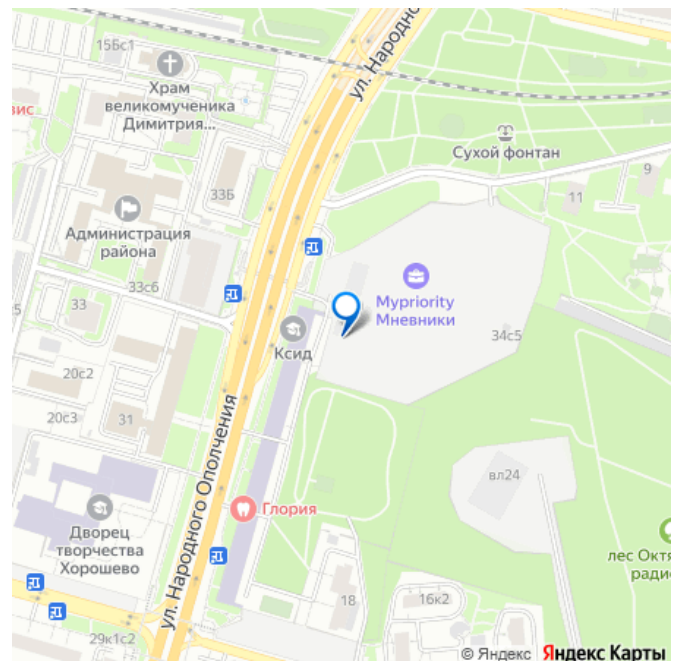 15Бс1
Храм
великомученика
Димитрия...
ул. Народно
Сухой фонтан
9
11
вис
33Б
Администрация
района
33с6
33
5
Mypriority
Мневники
34с5
Ксид
20с2
20с3
31
ул. Народного Ополчения
вл24
Глория
Дворец
творчества
Хорошево
лес Октя
ради
18
16к2
29к1с2
© Яндекс Яндекс Карты